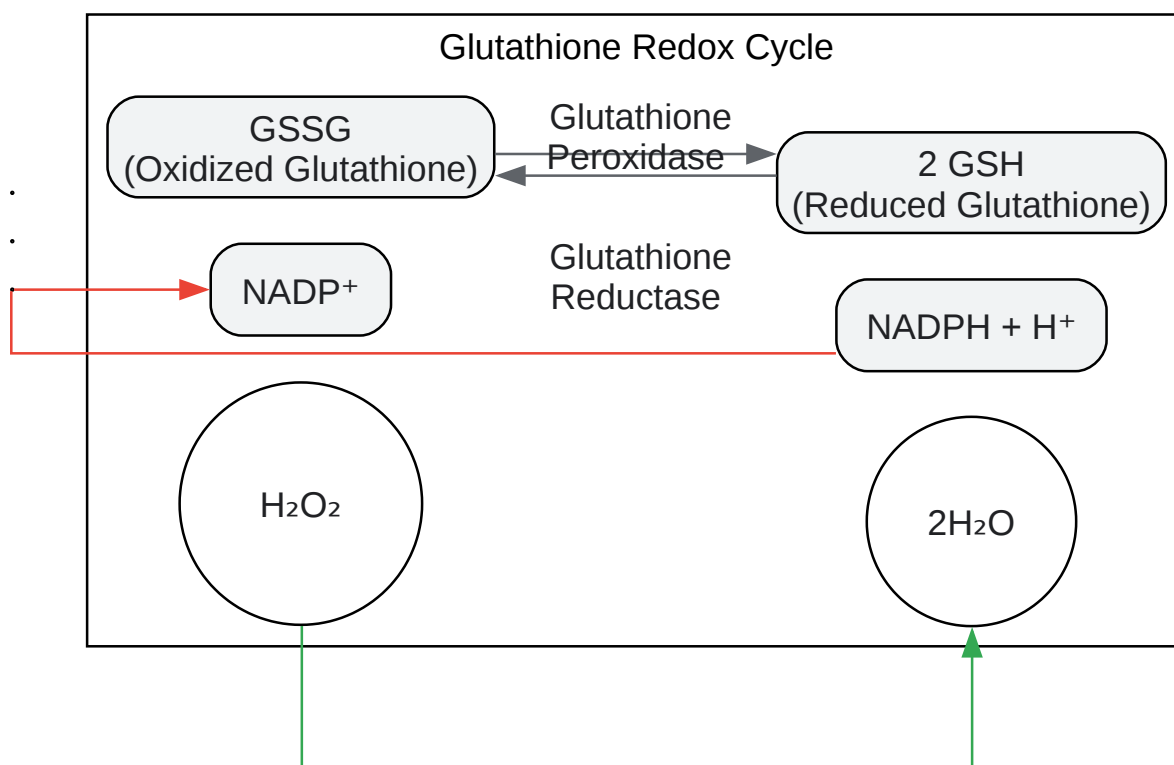 Glutathione Redox Cycle
GSSG
(Oxidized Glutathione)
Glutathione
Peroxidase
2 GSH
(Reduced Glutathione)
NADP⁺
Glutathione
Reductase
NADPH + H⁺
H₂O₂
2H₂O